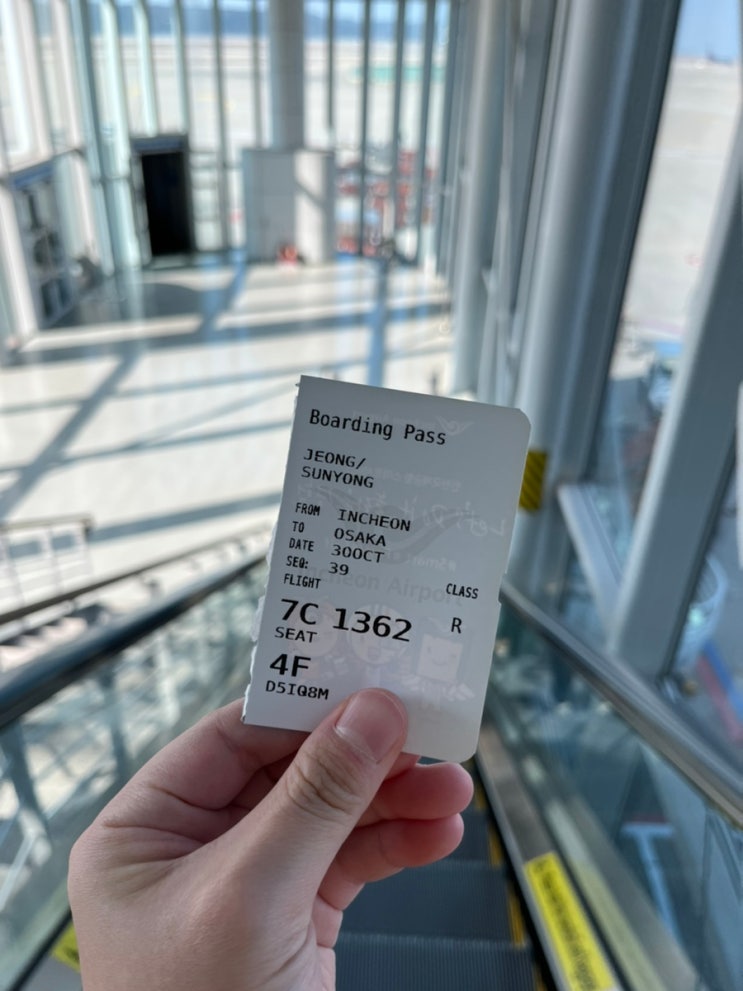 Boarding Pass
JEONG/
SUNYONG
FROM INCHEON
TO OSAKA
DATE 30OCT
SEQ: 39
FLIGHT CLASS
7C 1362 R
SEAT
4F
D5IQ8M